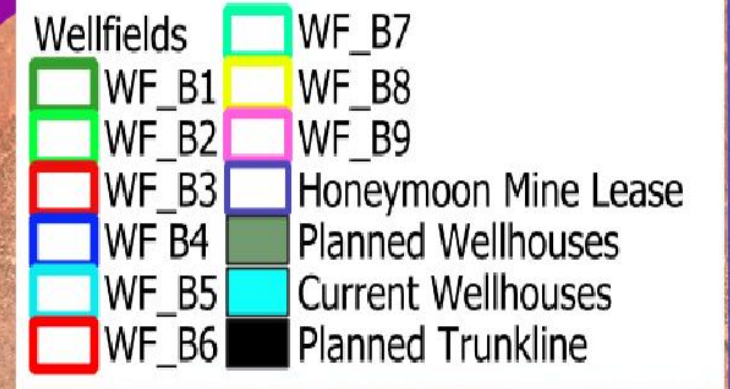 Wellfields
WF_B1
WF_B2
WF_B3
WF B4
WF_B5
WF_B6
WF_B7
WF_B8
WF_B9
Honeymoon Mine Lease
Planned Wellhouses
Current Wellhouses
Planned Trunkline